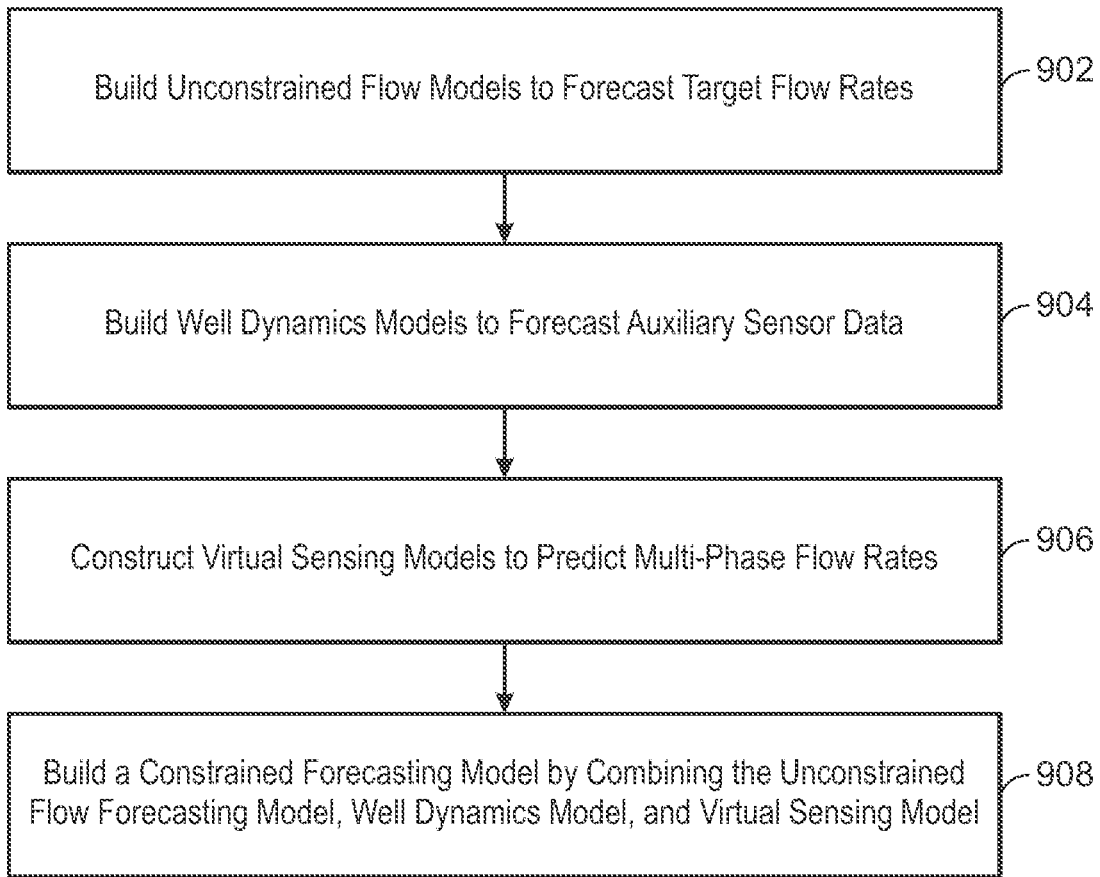 Build Unconstrained Flow Models to Forecast Target Flow Rates
902
Build Well Dynamics Models to Forecast Auxiliary Sensor Data
904
Construct Virtual Sensing Models to Predict Multi-Phase Flow Rates
906
Build a Constrained Forecasting Model by Combining the Unconstrained
Flow Forecasting Model, Well Dynamics Model, and Virtual Sensing Model
908